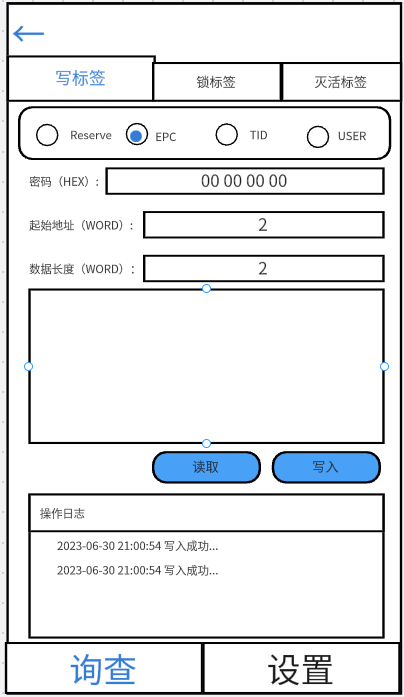 写标签
锁标签
灭活标签
Reserve
EPC
TID
USER
密码（HEX）:
00 00 00 00
起始地址（WORD）:
2
数据长度（WORD）:
2
读取
写入
操作日志
2023-06-30 21:00:54 写入成功...
2023-06-30 21:00:54 写入成功...
询查
设置